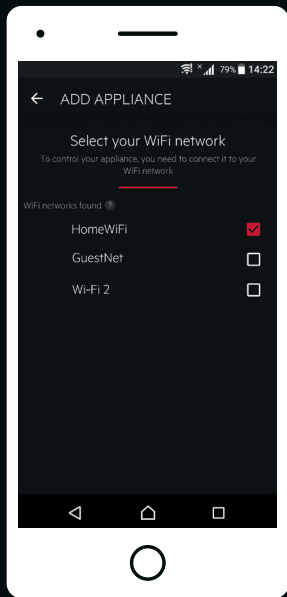 79% 14:22
ADD APPLIANCE
Select your WiFi network
To control your appliance, you need to connect it to your
WiFi network
WiFi networks found ?
HomeWiFi
GuestNet
Wi-Fi 2